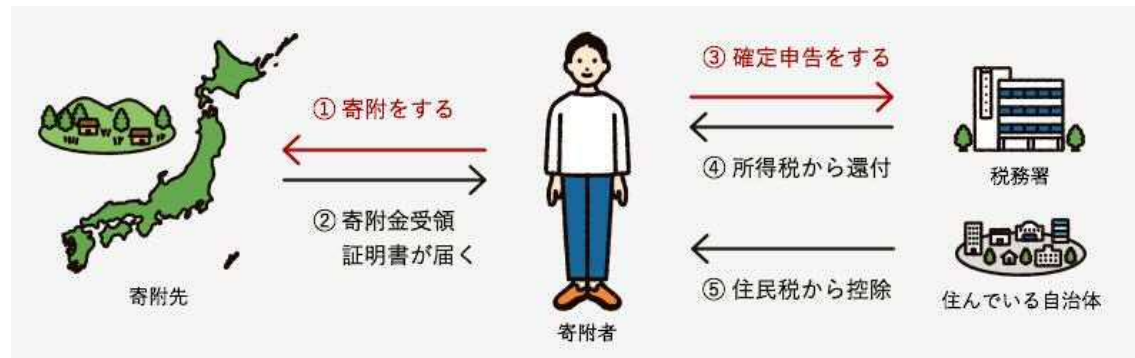 ① 寄附をする
② 寄附金受領
証明書が届く
寄附先
寄附者
③ 確定申告をする
④ 所得税から還付
税務署
⑤ 住民税から控除
住んでいる自治体